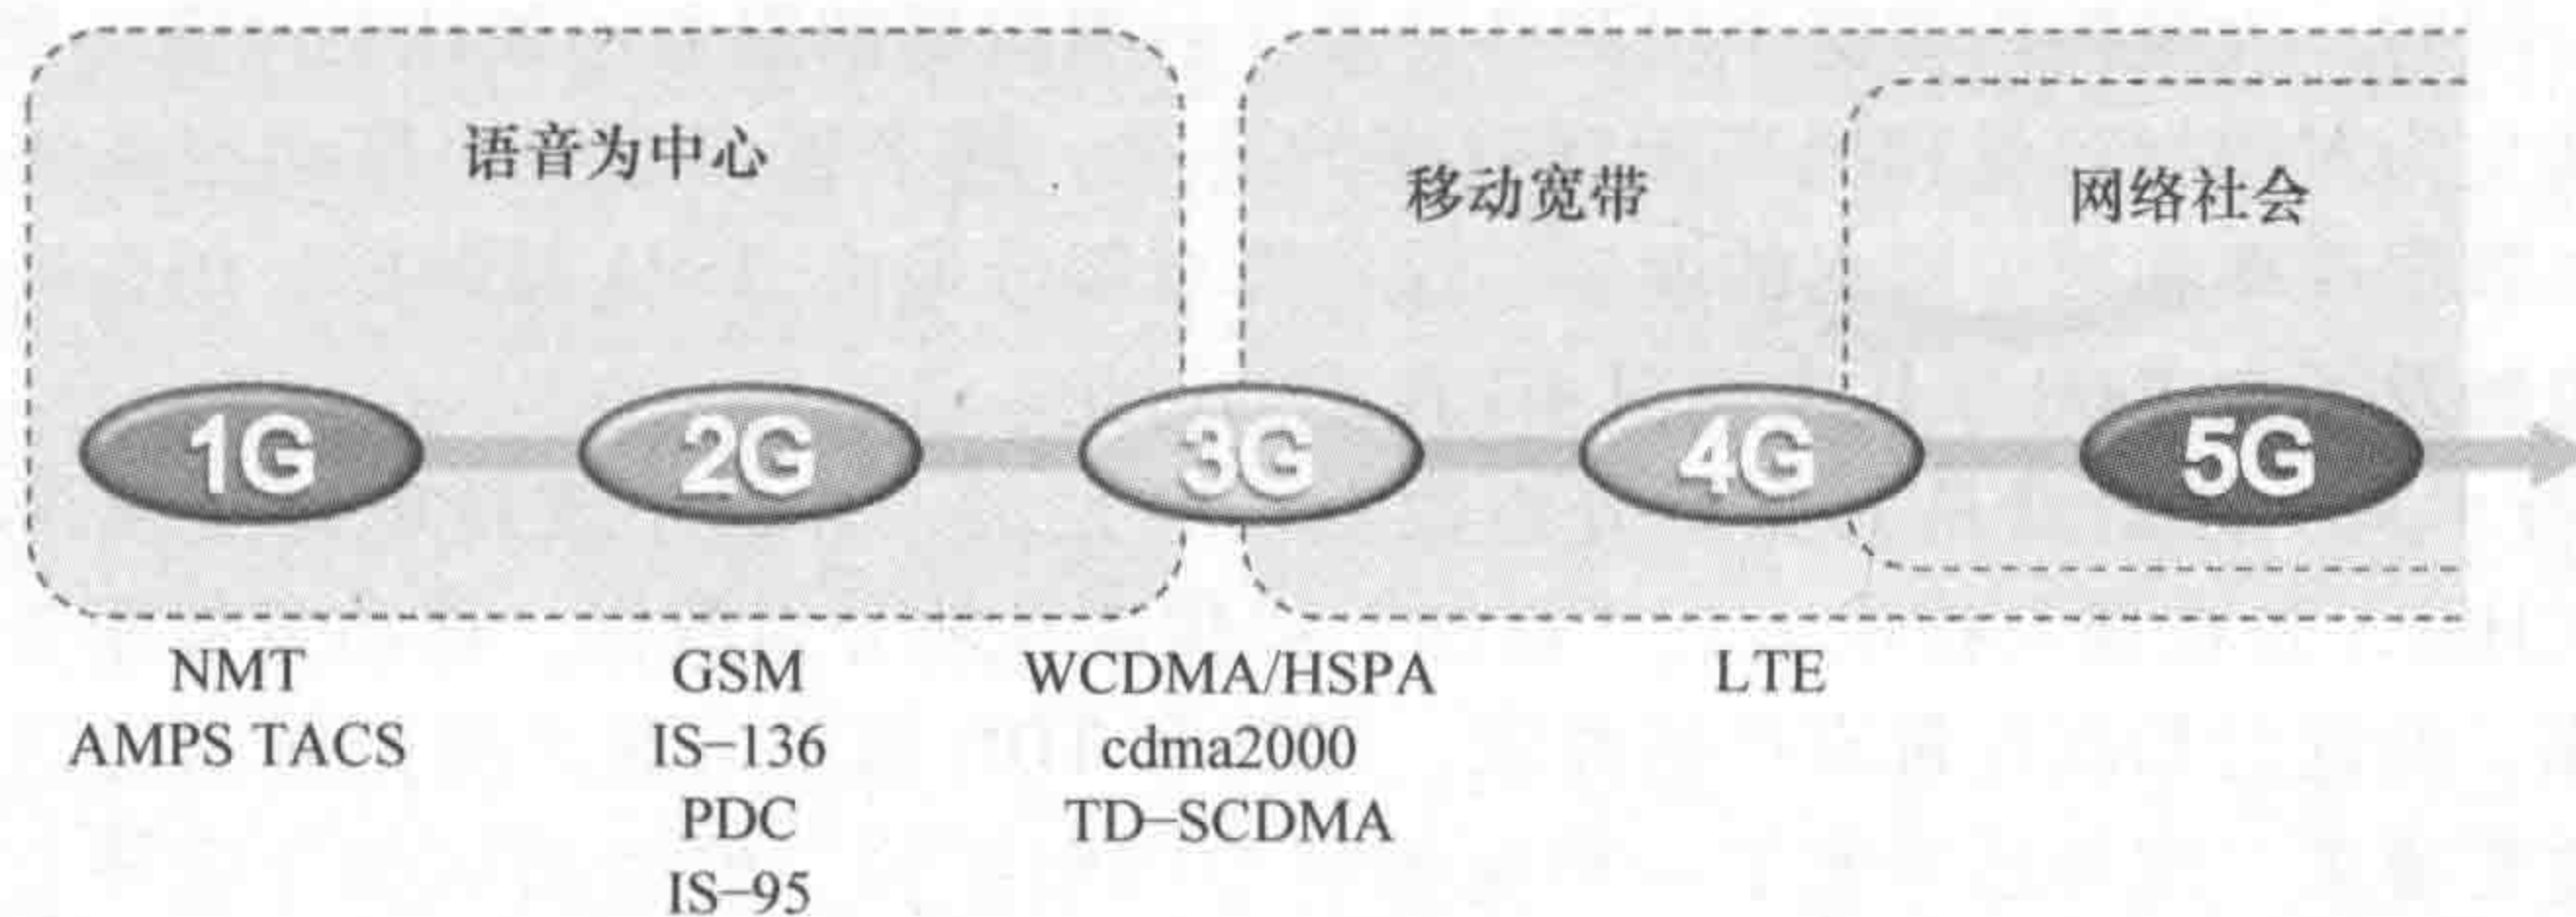 语音为中心
移动宽带
网络社会
1G
2G
3G
4G
5G
NMT
AMPS TACS
GSM
IS-136
PDC
IS-95
WCDMA/HSPA
cdma2000
TD-SCDMA
LTE